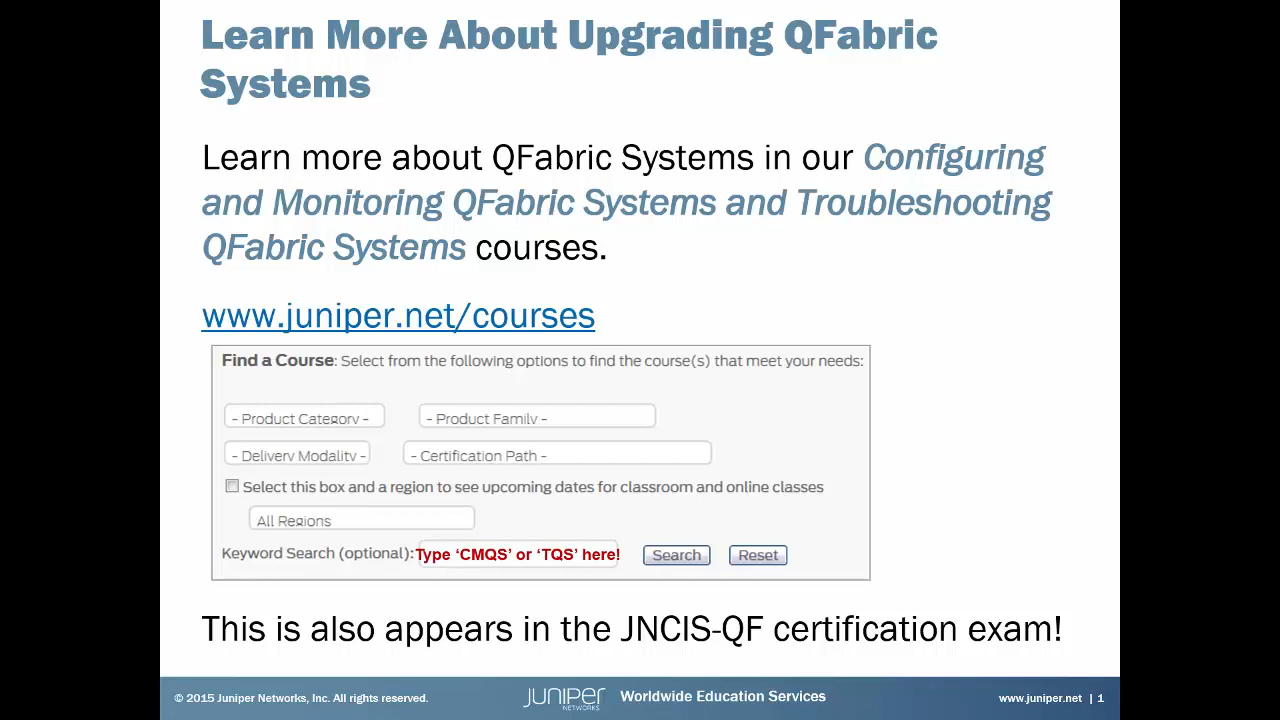 Learn More About Upgrading QFabric
Systems
Learn more about QFabric Systems in our Configuring
and Monitoring QFabric Systems and Troubleshooting
QFabric Systems courses.
www.juniper.net/courses
Find a Course: Select from the following options to find the course(s) that meet your needs:
- Product Category - - Product Family -
- Delivery Modality - - Certification Path -
Select this box and a region to see upcoming dates for classroom and online classes
All Regions
Keyword Search (optional): Type ‘CMQS’ or ‘TQS’ here! Search Reset
This is also appears in the JNCIS-QF certification exam!
© 2015 Juniper Networks, Inc. All rights reserved. JUNIPER NETWORKS Worldwide Education Services www.juniper.net | 1